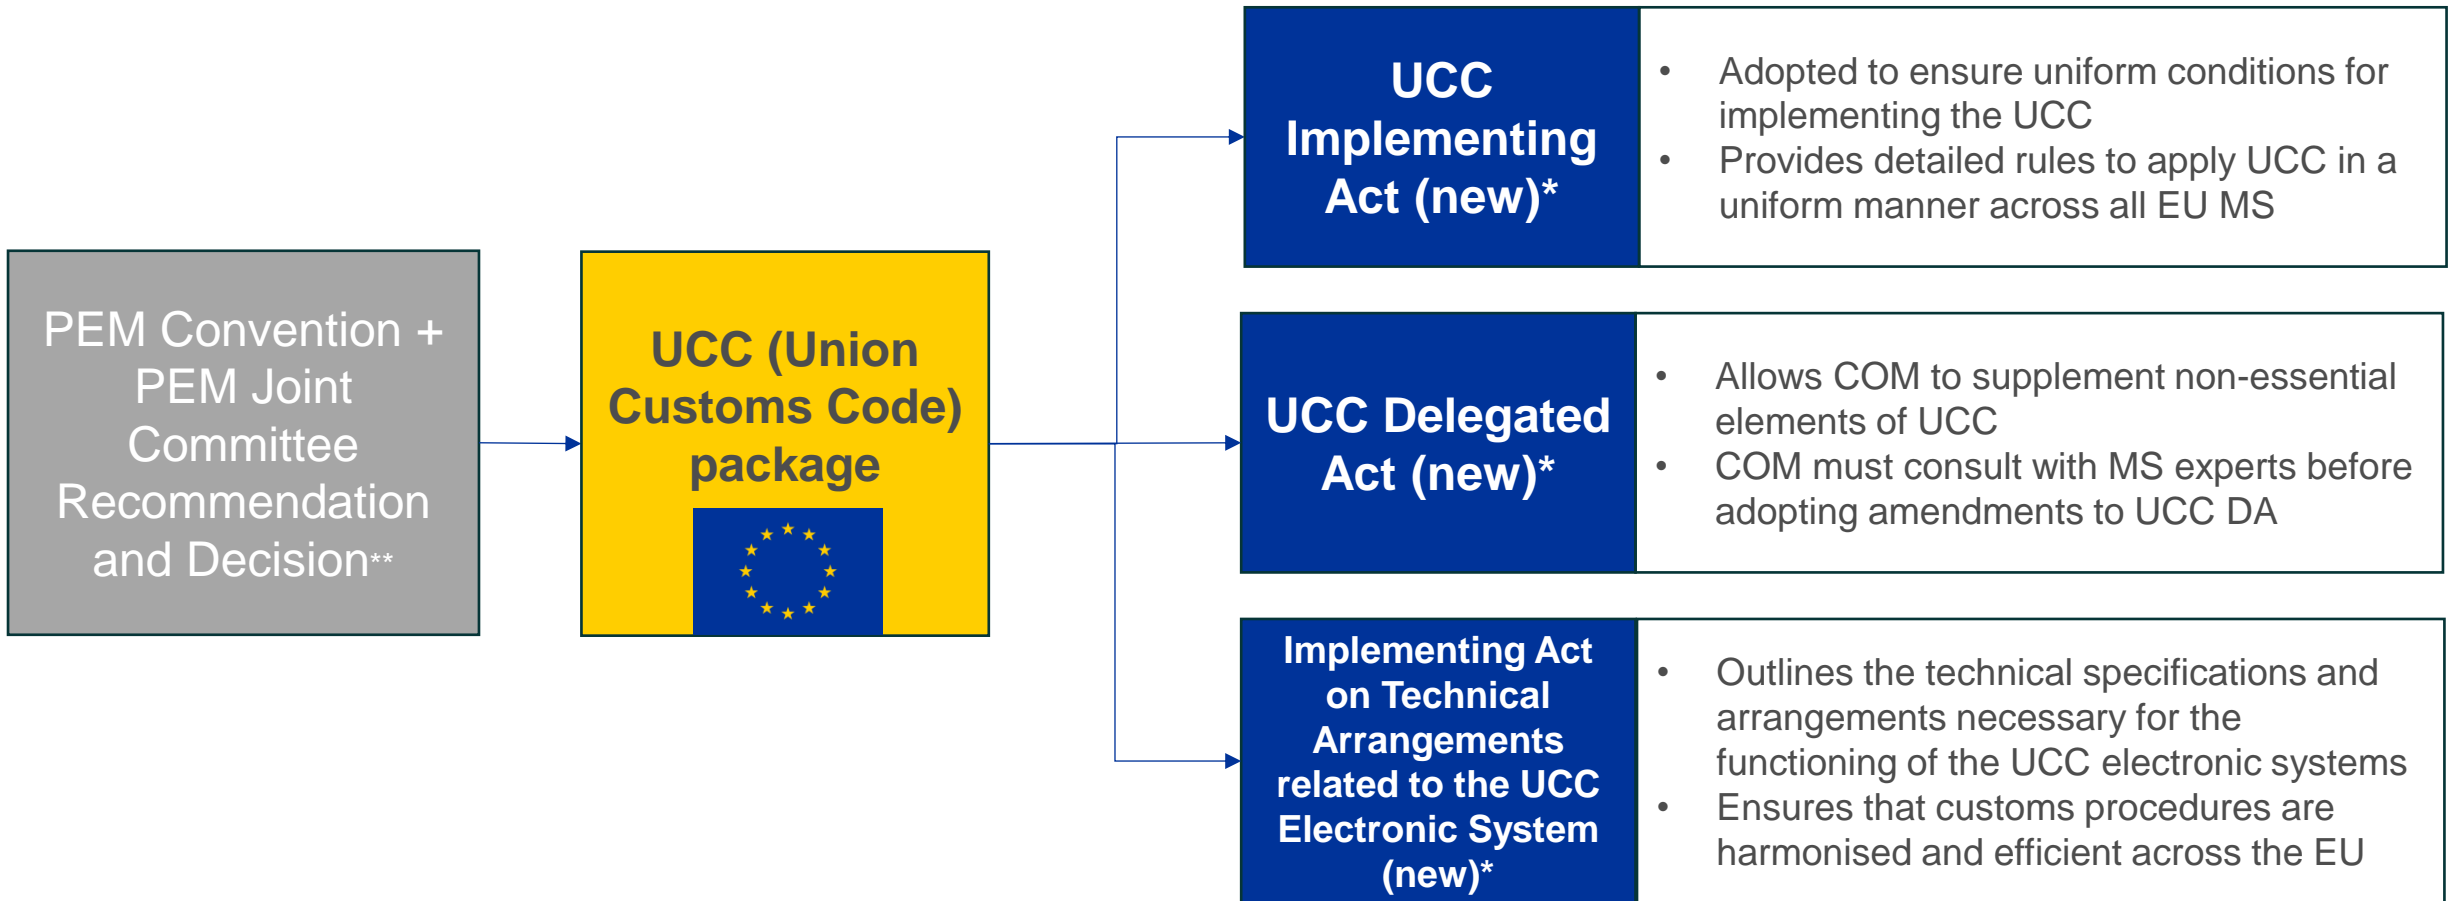 PEM Convention +
PEM Joint
Committee
Recommendation
and Decision**
UCC (Union
Customs Code)
package
UCC
Implementing
Act (new)*
• Adopted to ensure uniform conditions for
implementing the UCC
• Provides detailed rules to apply UCC in a
uniform manner across all EU MS
UCC Delegated
Act (new)*
• Allows COM to supplement non-essential
elements of UCC
• COM must consult with MS experts before
adopting amendments to UCC DA
Implementing Act
on Technical
Arrangements
related to the UCC
Electronic System
(new)*
• Outlines the technical specifications and
arrangements necessary for the
functioning of the UCC electronic systems
• Ensures that customs procedures are
harmonised and efficient across the EU